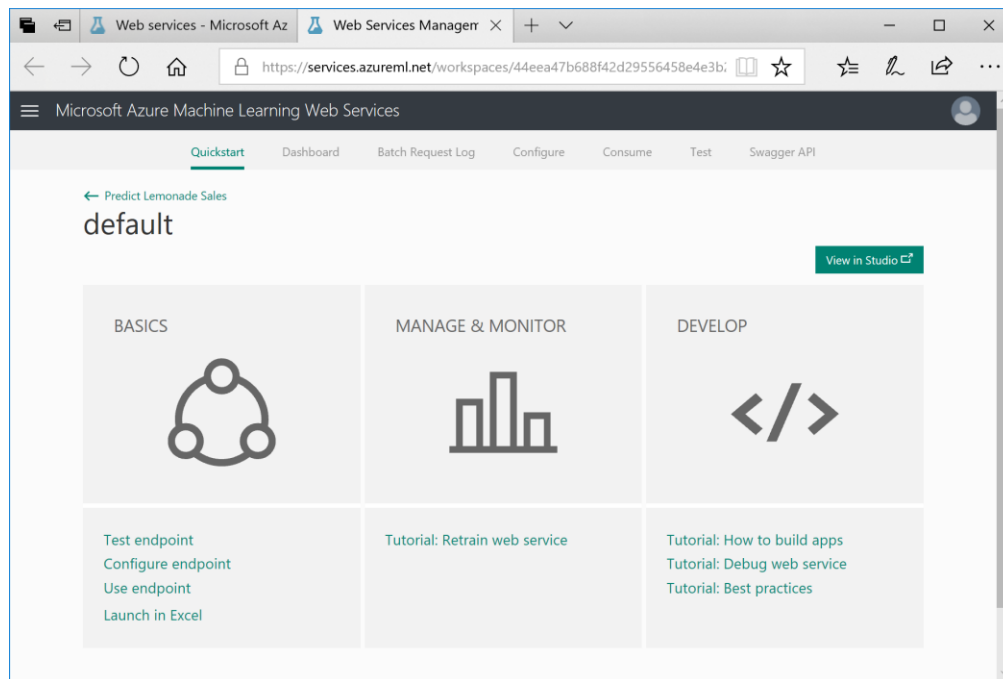 Web services - Microsoft Az
Web Services Managem
https://services.azureml.net/workspaces/44eea47b688f42d29556458e4e3b2
Microsoft Azure Machine Learning Web Services
Quickstart Dashboard Batch Request Log Configure Consume Test Swagger API
Predict Lemonade Sales
default
View in Studio
BASICS
MANAGE & MONITOR
DEVELOP
Test endpoint
Configure endpoint
Use endpoint
Launch in Excel
Tutorial: Retrain web service
Tutorial: How to build apps
Tutorial: Debug web service
Tutorial: Best practices